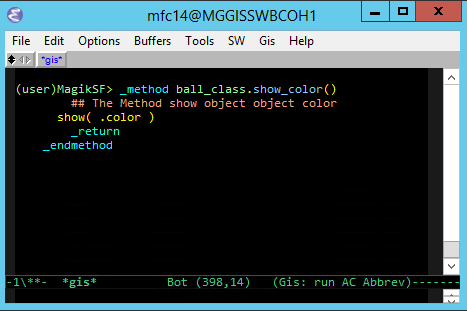 mfc14@MGGISSWBCOH1
File Edit Options Buffers Tools SW Gis Help
*gis*
(user)MagikSF> _method ball_class.show_color()
## The Method show object object color
show( .color )
_return
_endmethod
-1\**- *gis* Bot (398,14) (Gis: run AC Abbrev)-------